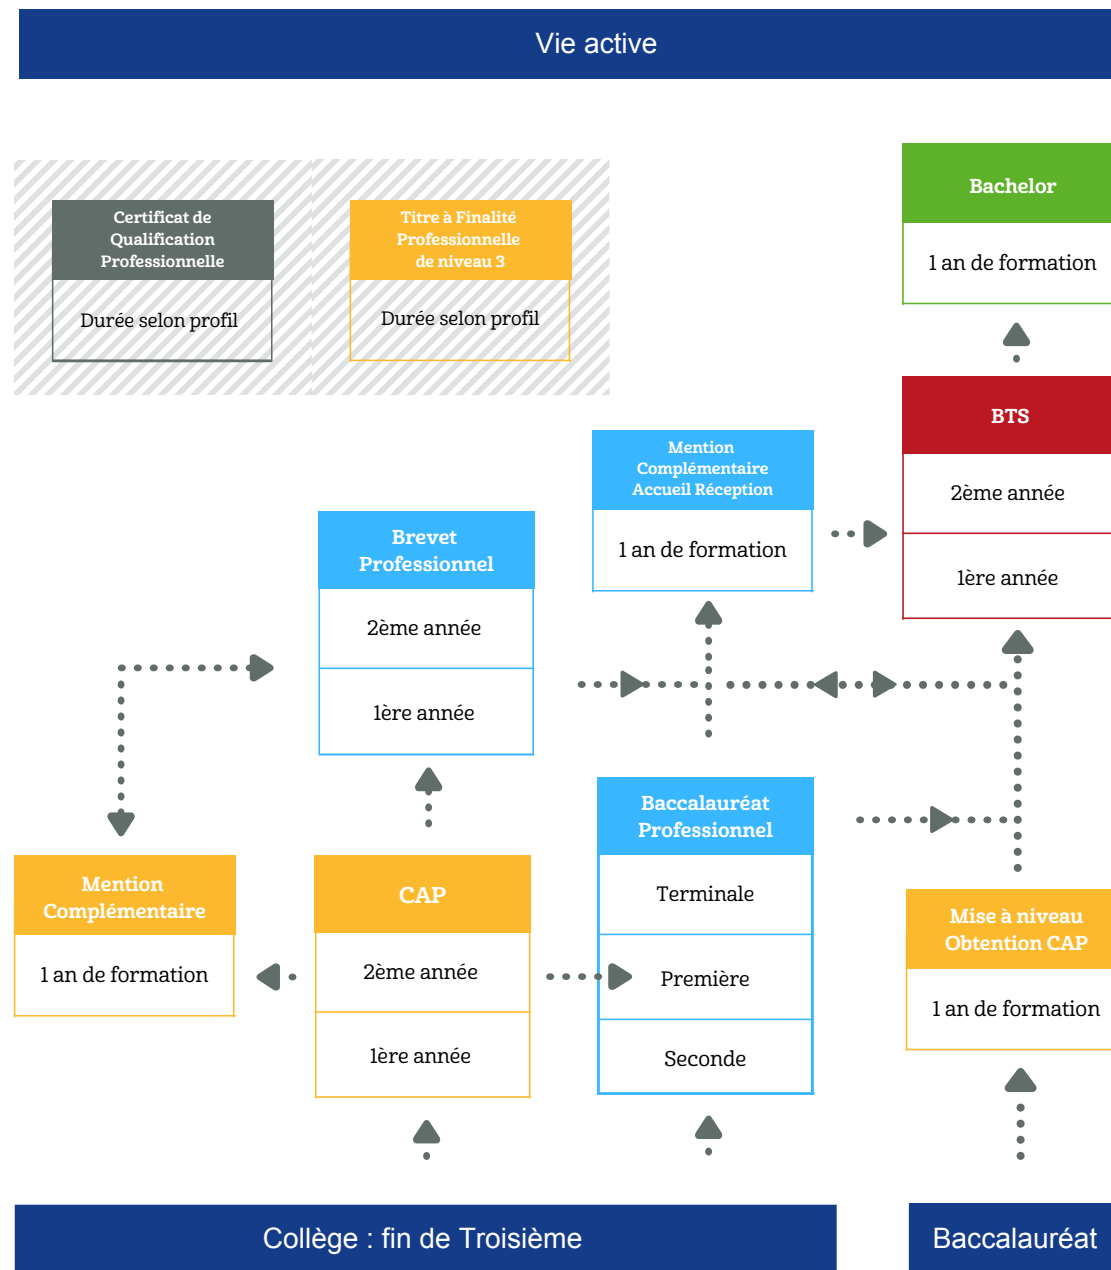 Vie active
Certificat de
Qualification
Professionnelle
Durée selon profil
Titre à Finalité
Professionnelle
de niveau 3
Durée selon profil
Bachelor
1 an de formation
BTS
2ème année
1ère année
Mention
Complémentaire
Accueil Réception
1 an de formation
Brevet
Professionnel
2ème année
1ère année
Baccalauréat
Professionnel
Terminale
Première
Seconde
Mention
Complémentaire
1 an de formation
CAP
2ème année
1ère année
Mise à niveau
Obtention CAP
1 an de formation
Collège : fin de Troisième
Baccalauréat